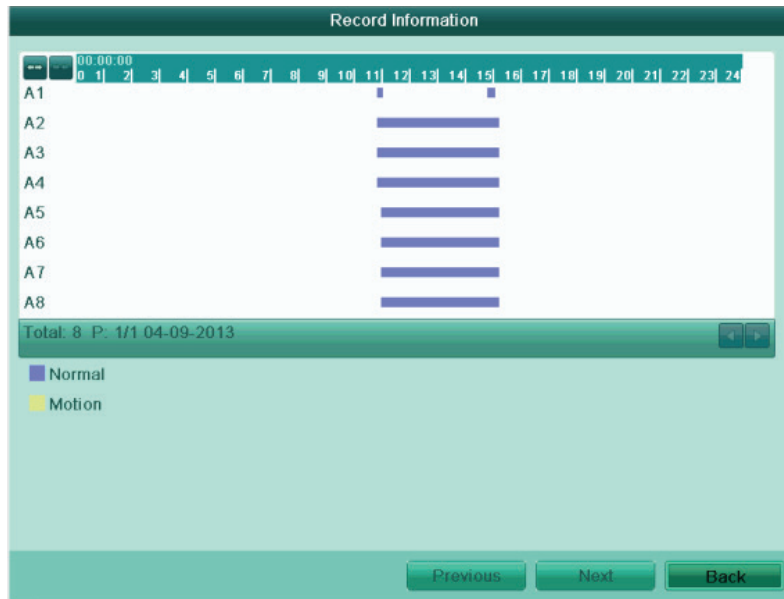 Record Information
00:00:00
0 1 2 3 4 5 6 7 8 9 10 11 12 13 14 15 16 17 18 19 20 21 22 23 24
A1
A2
A3
A4
A5
A6
A7
A8
Total: 8 P: 1/1 04-09-2013
Normal
Motion
Previous Next Back